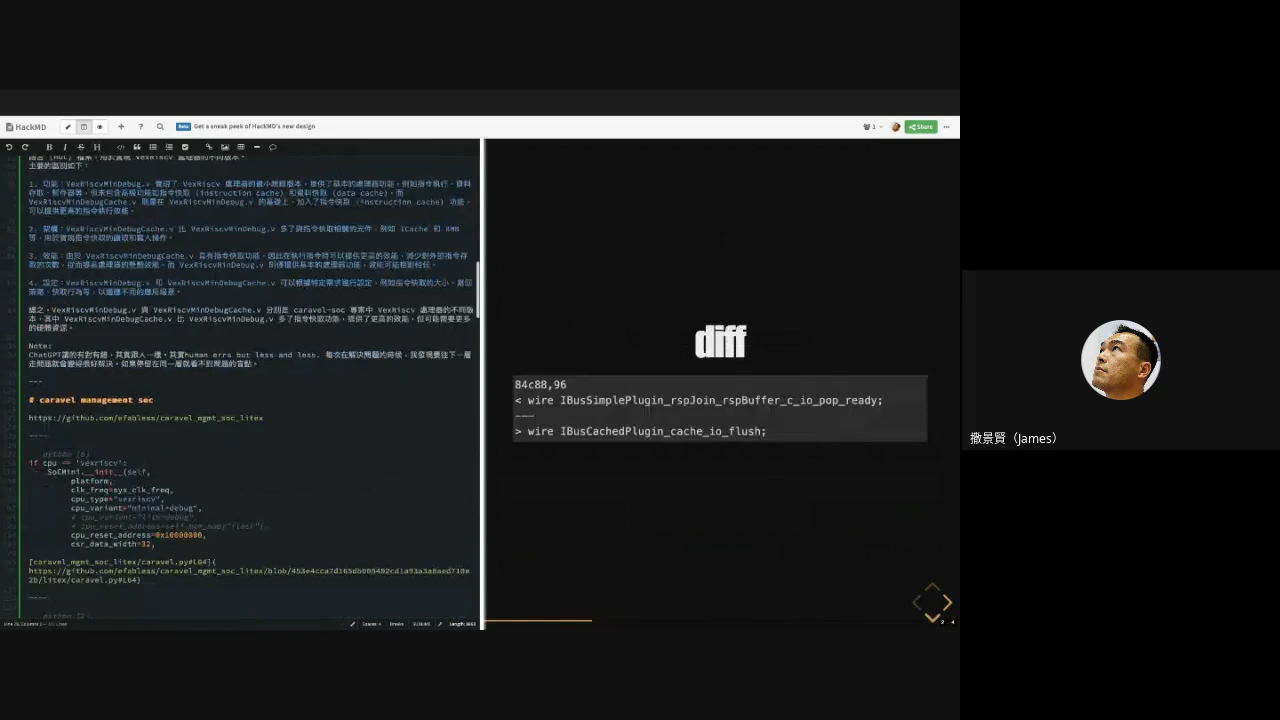 HackMD
Beta Get a sneak peek of HackMD's new design
1
Share
主要的區別如下：
1. 功能：VexRiscvMinDebug.v 實現了 VexRiscv 處理器的最小除錯版本，提供了基本的處理器功能，例如指令執行、資料
存取、暫存器等，但未包含高級功能如指令快取 (instruction cache) 和資料快取 (data cache)。而
VexRiscvMinDebugCache.v 則是在 VexRiscvMinDebug.v 的基礎上，加入了指令快取 (instruction cache) 功能，
可以提供更高的指令執行效能。
2. 架構：VexRiscvMinDebugCache.v 比 VexRiscvMinDebug.v 多了與指令快取相關的元件，例如 ICache 和
等，用於實現指令快取的讀取和寫入操作。
3. 效能：由於 VexRiscvMinDebugCache.v 具有指令快取功能，因此在執行指令時可以提供更高的效能，減少對外部指令存
取的次數，從而提高處理器的整體效能。而 VexRiscvMinDebug.v 則僅提供基本的處理器功能，效能可能相對較低。
4. 設定：VexRiscvMinDebug.v 和 VexRiscvMinDebugCache.v 可以根據特定需求進行設定，例如指令快取的大小、
策略、快取行為等，以適應不同的應用場景。
總之，VexRiscvMinDebug.v 與 VexRiscvMinDebugCache.v 分別是 caravel-soc 專案中 VexRiscv 處理器的不同版
本，其中 VexRiscvMinDebugCache.v 比 VexRiscvMinDebug.v 多了指令快取功能，提供了更高的效能，但可能需要更多
的硬體資源。
Note:
ChatGPT講的有對有錯，其實跟人一樣。其實human errs but less and less. 每次在解決問題的時候，我發現要往下一層
走問題就會變得很好解決。如果停留在同一層就看不到問題的盲點。
---
# caravel management soc
https://github.com/efabless/caravel_mgmt_soc_litex
----
if cpu == 'vexriscv':
SoCMini.__init__(self,
platform,
clk_freq=sys_clk_freq,
cpu_type="vexriscv",
cpu_variant="minimal+debug",
# cpu_variant="lite+debug"
# cpu_reset_address=self.mem_map["flash"],
cpu_reset_address=0x10000000,
csr_data_width=32,
[caravel_mgmt_soc_litex/caravel.py#L64](
2b/litex/caravel.py#L64)
----
diff
84c88,96
< wire IBusSimplePlugin_rspJoin_rspBuffer_c_io_pop_ready;
---
> wire IBusCachedPlugin_cache_io_flush;
撒景賢（James）